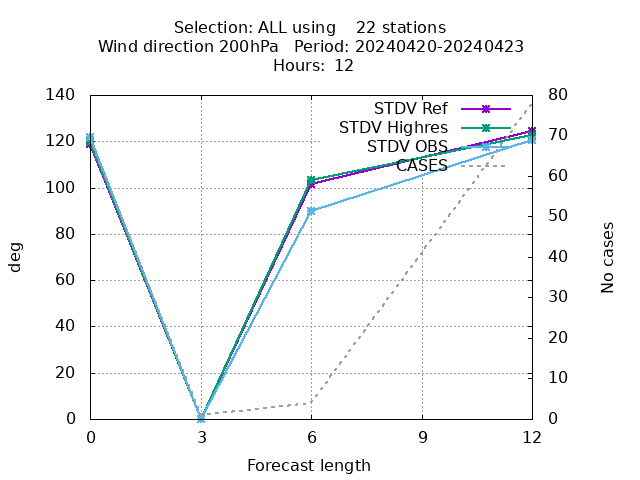 Selection: ALL using    22 stations
Wind direction 200hPa   Period: 20240420-20240423
Hours: 12
140
120
100
80
60
40
20
0
80
70
60
50
40
30
20
10
0
STDV Ref
STDV Highres
STDV OBS
CASES
deg
No cases
0 3 6 9 12
Forecast length